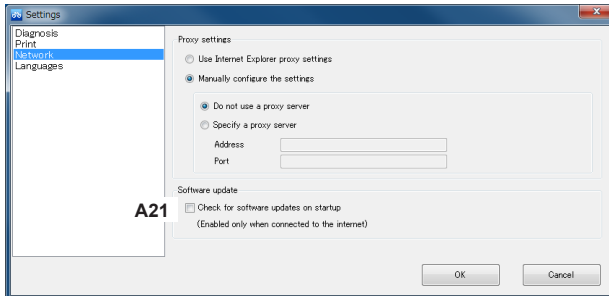 Settings
Diagnosis
Print
Network
Languages
Proxy settings
Use Internet Explorer proxy settings
Manually configure the settings
Do not use a proxy server
Specify a proxy server
Address
Port
Software update
A21
Check for software updates on startup
(Enabled only when connected to the internet)
OK
Cancel